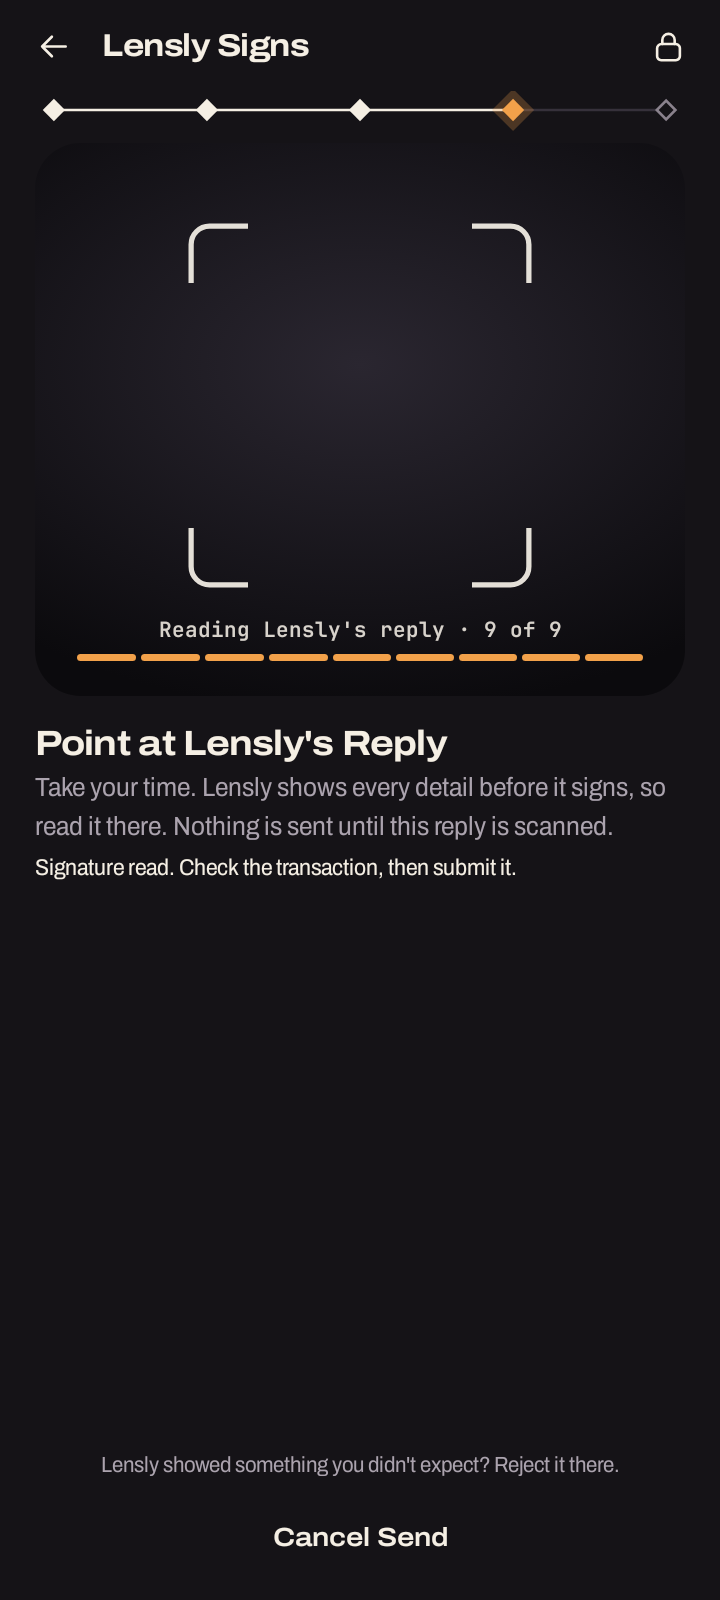 Lensly Signs
Reading Lensly's reply · 9 of 9
Point at Lensly's Reply
Take your time. Lensly shows every detail before it signs, so
read it there. Nothing is sent until this reply is scanned.
Signature read. Check the transaction, then submit it.
Lensly showed something you didn't expect? Reject it there.
Cancel Send